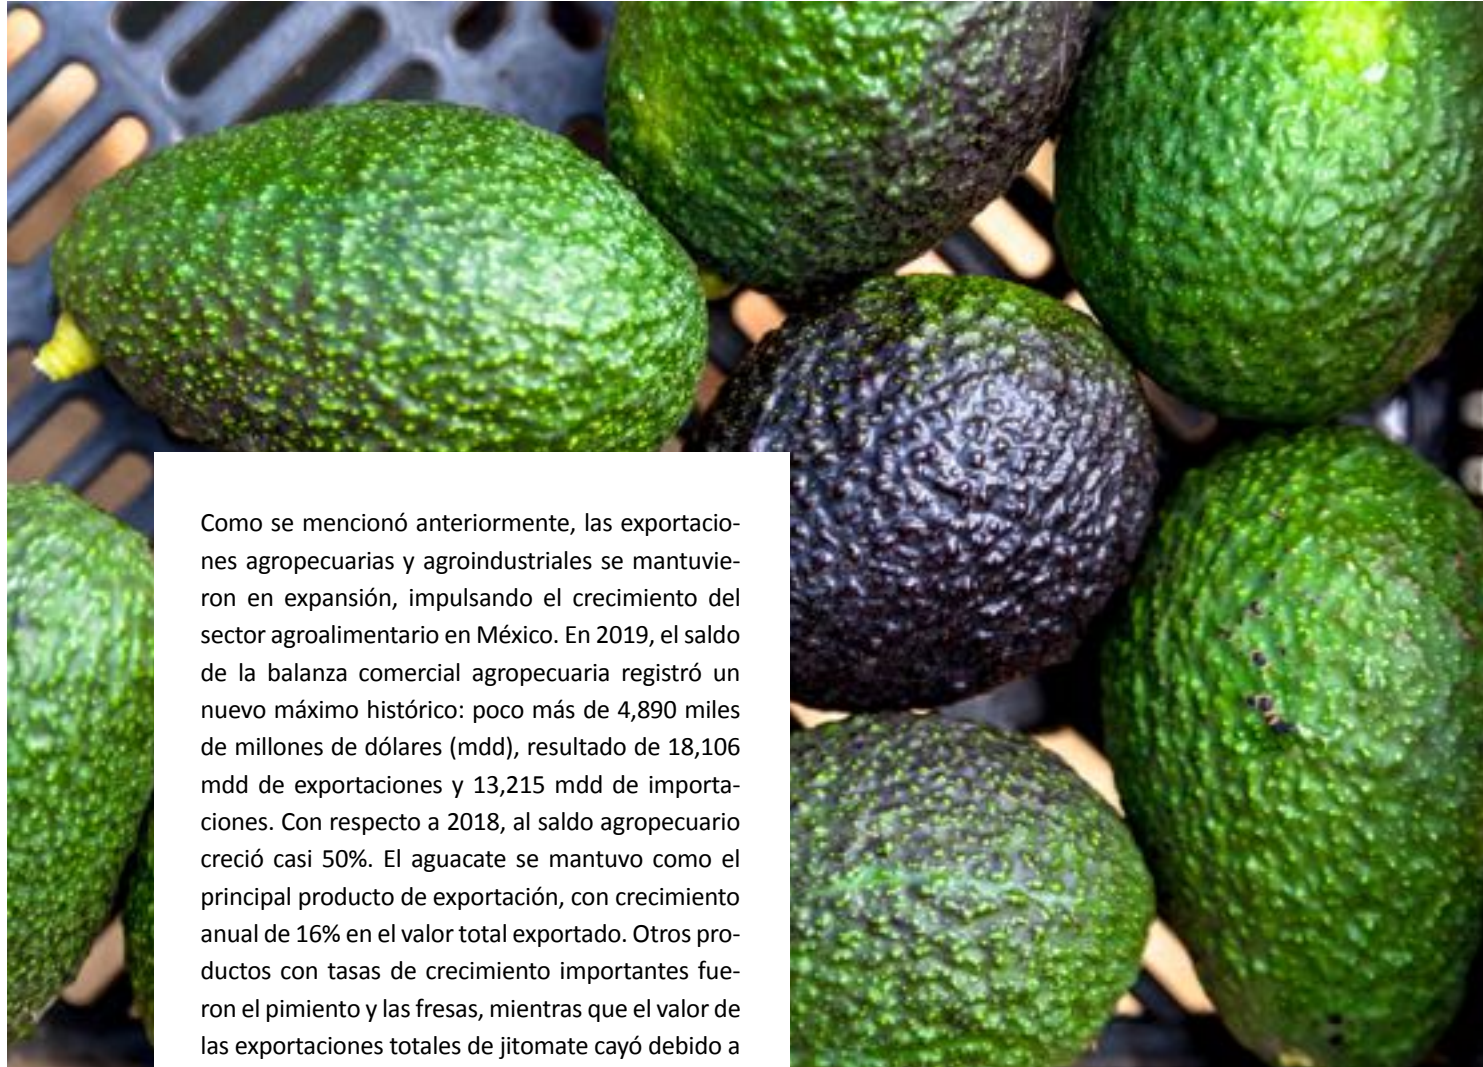 Como se mencionó anteriormente, las exportacio-
nes agropecuarias y agroindustriales se mantuvie-
ron en expansión, impulsando el crecimiento del
sector agroalimentario en México. En 2019, el saldo
de la balanza comercial agropecuaria registró un
nuevo máximo histórico: poco más de 4,890 miles
de millones de dólares (mdd), resultado de 18,106
mdd de exportaciones y 13,215 mdd de importa-
ciones. Con respecto a 2018, al saldo agropecuario
creció casi 50%. El aguacate se mantuvo como el
principal producto de exportación, con crecimiento
anual de 16% en el valor total exportado. Otros pro-
ductos con tasas de crecimiento importantes fue-
ron el pimiento y las fresas, mientras que el valor de
las exportaciones totales de jitomate cayó debido a